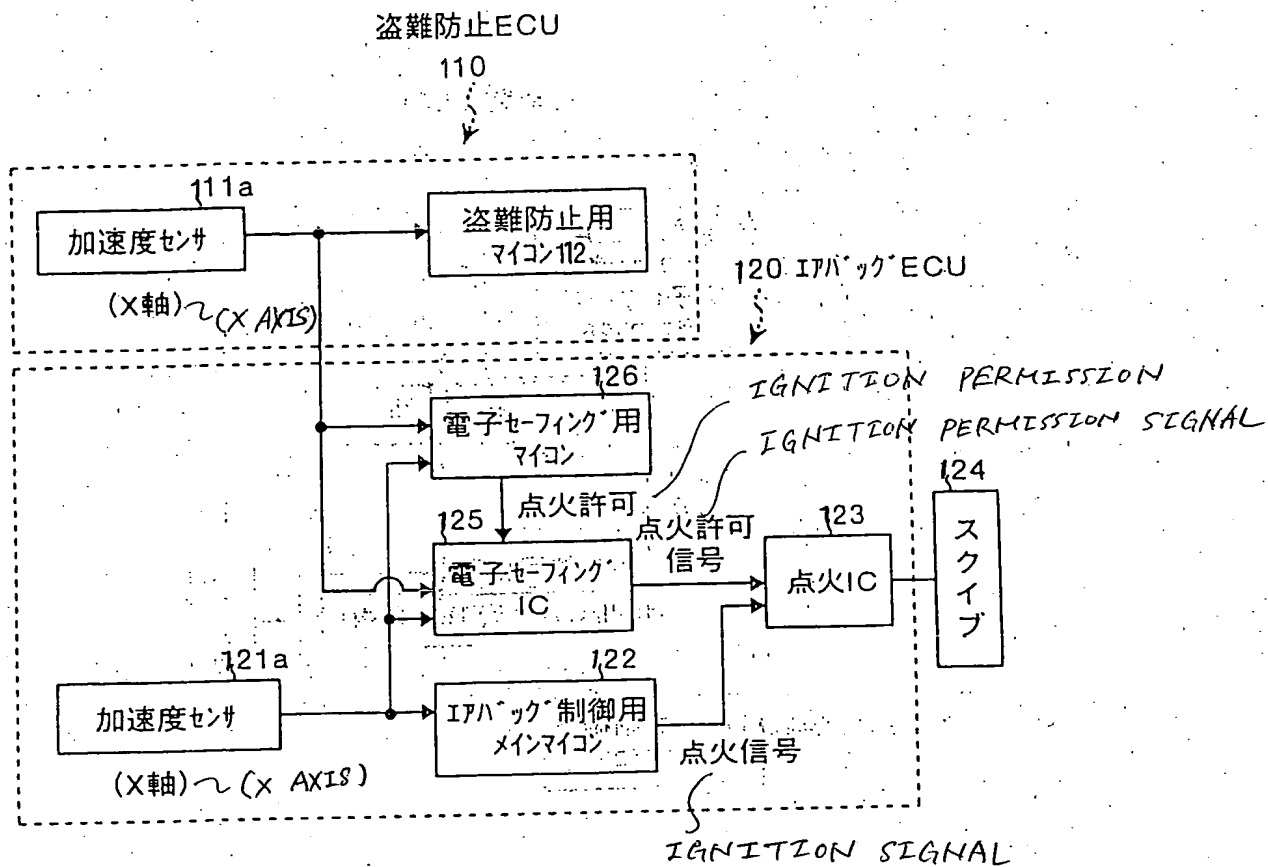 盗難防止ECU
110
111a
加速度センサ
(X軸)~(X AXIS)
盗難防止用
マイコン112
120 エアバッグECU
126
電子セーフィング用
マイコン
IGNITION PERMISSION
点火許可
IGNITION PERMISSION SIGNAL
点火許可
信号
125
電子セーフィング
IC
123
点火IC
124
スクイブ
121a
加速度センサ
(X軸)~(X AXIS)
122
エアバッグ制御用
メインマイコン
点火信号
IGNITION SIGNAL